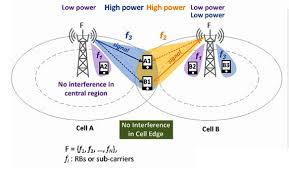 Low power
High power
High power
Low power
Low power
F
f3
f2
F
signal
signal
f1
A2
A1
B1
f1
B2
f3
B3
No Interference in
central region
No Interference
in Cell Edge
Cell A
Cell B
F = {f1, f2, ..., fN},
fi : RBs or sub-carriers